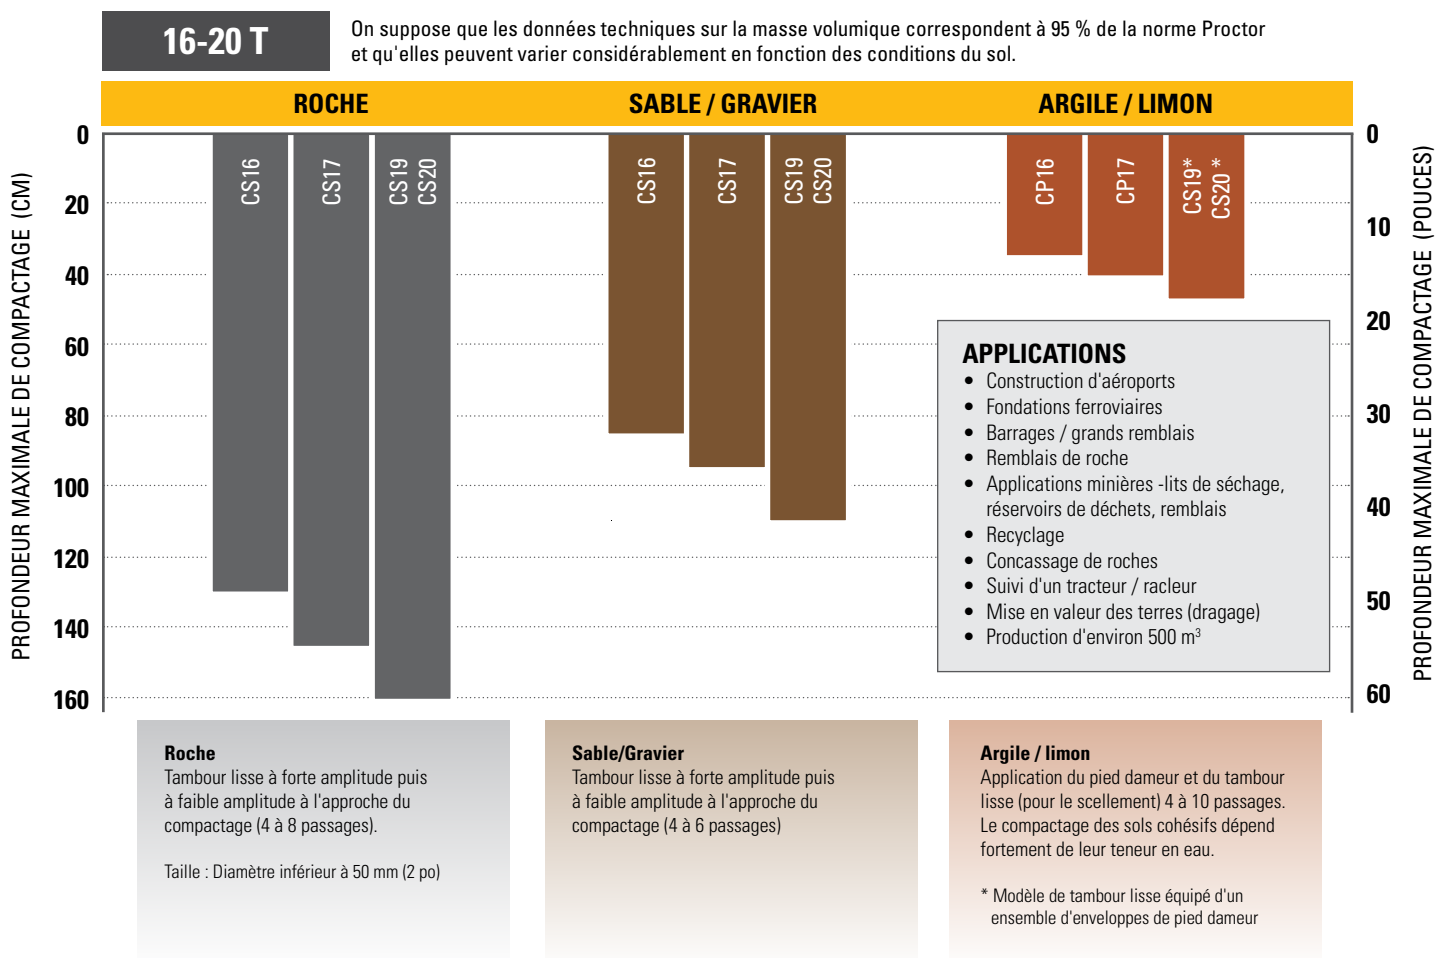 16-20 T
On suppose que les données techniques sur la masse volumique correspondent à 95 % de la norme Proctor
et qu'elles peuvent varier considérablement en fonction des conditions du sol.
ROCHE
SABLE / GRAVIER
ARGILE / LIMON
PROFONDEUR MAXIMALE DE COMPACTAGE (CM)
0
20
40
60
80
100
120
140
160
CS16
CS17
CS19
CS20
CS16
CS17
CS19
CS20
CP16
CP17
CS19*
CS20 *
0
10
20
30
40
50
60
PROFONDEUR MAXIMALE DE COMPACTAGE (POUCES)
APPLICATIONS
• Construction d'aéroports
• Fondations ferroviaires
• Barrages / grands remblais
• Remblais de roche
• Applications minières -lits de séchage,
réservoirs de déchets, remblais
• Recyclage
• Concassage de roches
• Suivi d'un tracteur / racleur
• Mise en valeur des terres (dragage)
• Production d'environ 500 m³
Roche
Tambour lisse à forte amplitude puis
à faible amplitude à l'approche du
compactage (4 à 8 passages).
Taille : Diamètre inférieur à 50 mm (2 po)
Sable/Gravier
Tambour lisse à forte amplitude puis
à faible amplitude à l'approche du
compactage (4 à 6 passages)
Argile / limon
Application du pied dameur et du tambour
lisse (pour le scellement) 4 à 10 passages.
Le compactage des sols cohésifs dépend
fortement de leur teneur en eau.
* Modèle de tambour lisse équipé d'un
ensemble d'enveloppes de pied dameur